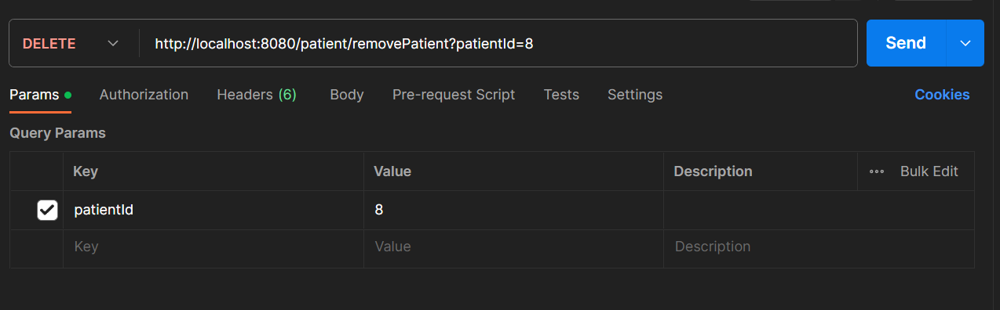 DELETE http://localhost:8080/patient/removePatient?patientId=8 Send
Params Authorization Headers (6) Body Pre-request Script Tests Settings Cookies
Query Params
Key Value Description Bulk Edit
patientId 8
Key Value Description